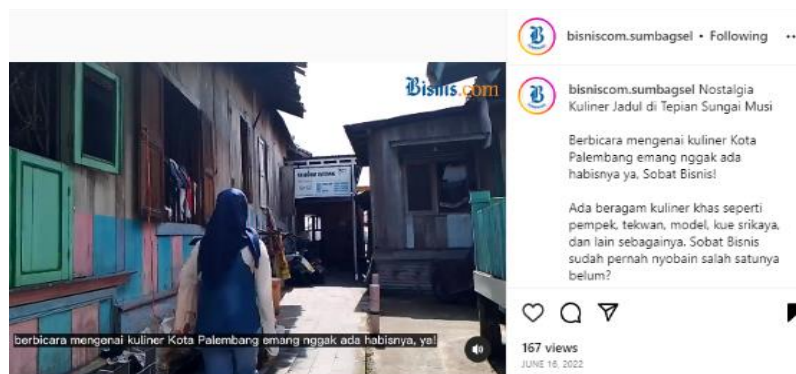 bisniscom.sumbagsel • Following
Bisnis.com
berbicara mengenai kuliner Kota Palembang emang nggak ada habisnya, ya!
bisniscom.sumbagsel Nostalgia
Kuliner Jadul di Tepian Sungai Musi
Berbicara mengenai kuliner Kota
Palembang emang nggak ada
habisnya ya, Sobat Bisnis!
Ada beragam kuliner khas seperti
pempek, tekwan, model, kue srikaya,
dan lain sebagainya. Sobat Bisnis
sudah pernah nyobain salah satunya
belum?
167 views
JUNE 16, 2022